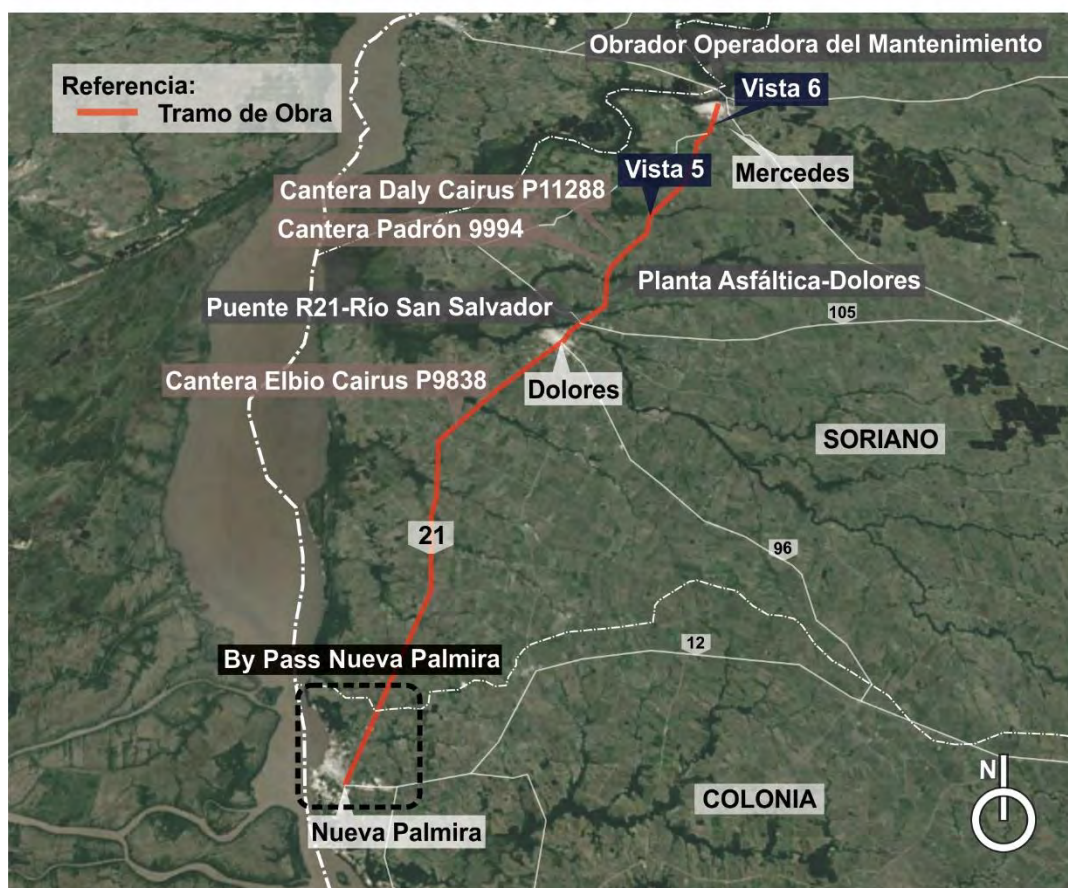 Obrador Operadora del Mantenimiento
Referencia:
Tramo de Obra
Vista 6
Mercedes
Vista 5
Cantera Daly Cairus P11288
Cantera Padrón 9994
Planta Asfáltica-Dolores
Puente R21-Río San Salvador
105
Cantera Elbio Cairus P9838
Dolores
SORIANO
21
96
12
By Pass Nueva Palmira
N
COLONIA
Nueva Palmira